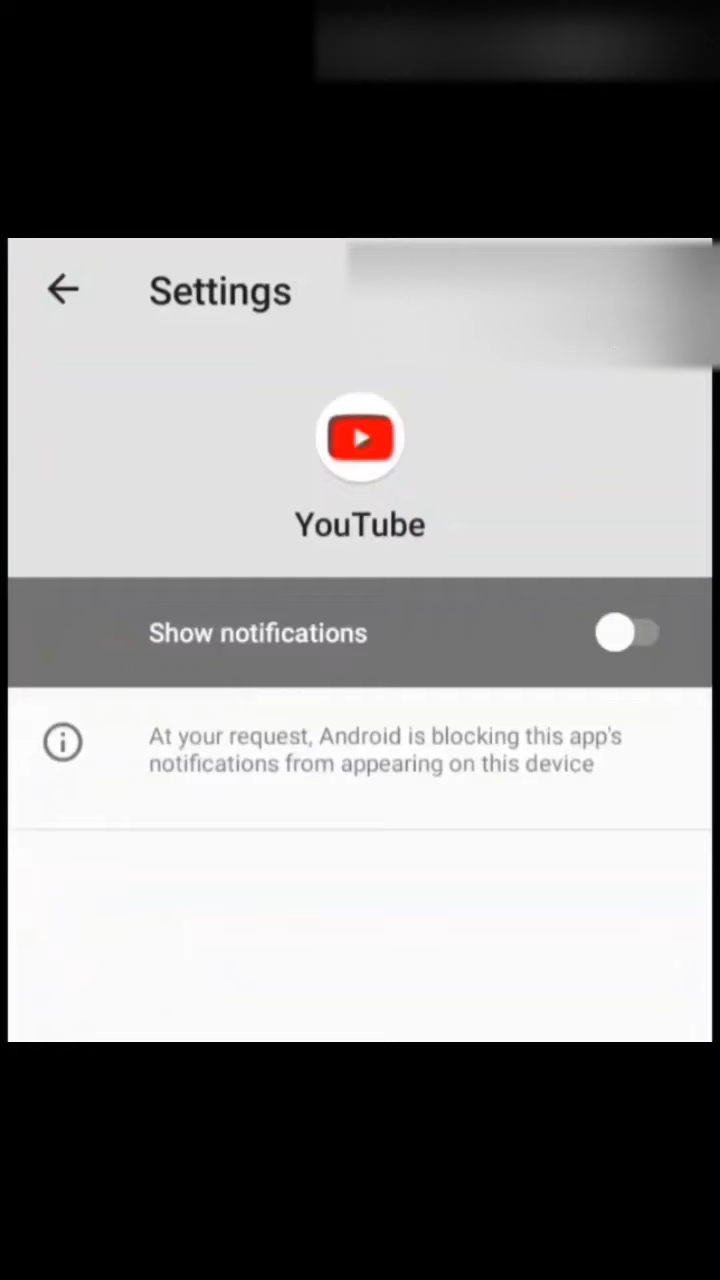 Settings
YouTube
Show notifications
At your request, Android is blocking this app's
notifications from appearing on this device